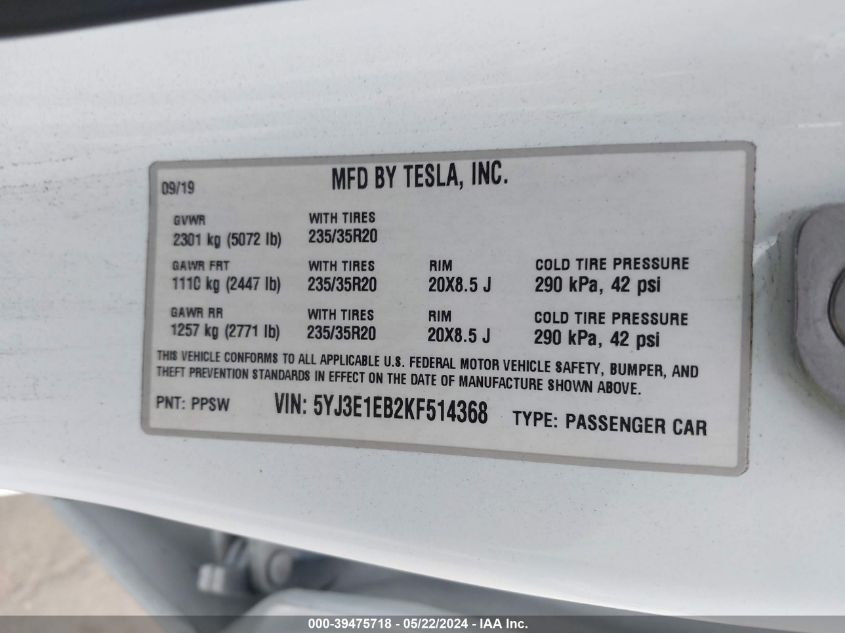 09/19
MFD BY TESLA, INC.
GVWR WITH TIRES
2301 kg (5072 lb) 235/35R20
GAWR FRT WITH TIRES RIM COLD TIRE PRESSURE
1110 kg (2447 lb) 235/35R20 20X8.5 J 290 kPa, 42 psi
GAWR RR WITH TIRES RIM COLD TIRE PRESSURE
1257 kg (2771 lb) 235/35R20 20X8.5 J 290 kPa, 42 psi
THIS VEHICLE CONFORMS TO ALL APPLICABLE U.S. FEDERAL MOTOR VEHICLE SAFETY, BUMPER, AND
THEFT PREVENTION STANDARDS IN EFFECT ON THE DATE OF MANUFACTURE SHOWN ABOVE.
PNT: PPSW VIN: 5YJ3E1EB2KF514368 TYPE: PASSENGER CAR
000-39475718 - 05/22/2024 - IAA, Inc.